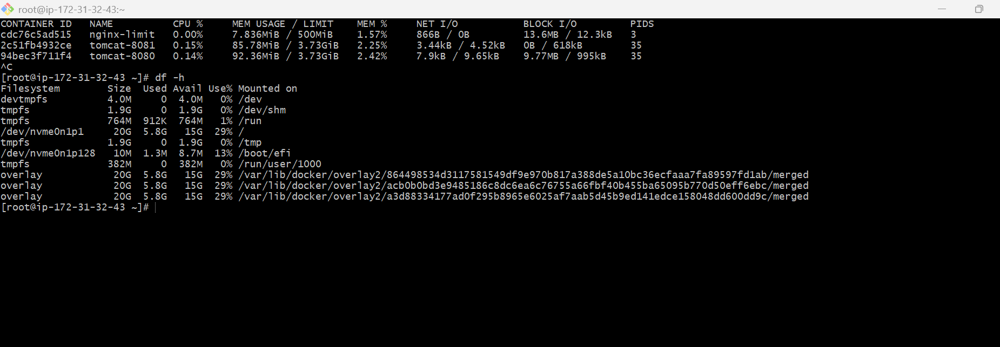 root@ip-172-31-32-43:~
CONTAINER ID   NAME          CPU %     MEM USAGE / LIMIT    MEM %     NET I/O           BLOCK I/O         PIDS
cdc76c5ad515   nginx-limit   0.00%     7.836MiB / 500MiB    1.57%     866B / 0B         13.6MB / 12.3kB   3
2c51fb4932ce   tomcat-8081   0.15%     85.78MiB / 3.73GiB   2.25%     3.44kB / 4.52kB   0B / 618kB        35
94bec3f711f4   tomcat-8080   0.14%     92.36MiB / 3.73GiB   2.42%     7.9kB / 9.65kB    9.77MB / 995kB    35
^C
[root@ip-172-31-32-43 ~]# df -h
Filesystem        Size  Used Avail Use% Mounted on
devtmpfs          4.0M     0  4.0M   0% /dev
tmpfs             1.9G     0  1.9G   0% /dev/shm
tmpfs             764M  912K  764M   1% /run
/dev/nvme0n1p1     20G  5.8G   15G  29% /
tmpfs             1.9G     0  1.9G   0% /tmp
/dev/nvme0n1p128   10M  1.3M  8.7M  13% /boot/efi
tmpfs             382M     0  382M   0% /run/user/1000
overlay            20G  5.8G   15G  29% /var/lib/docker/overlay2/864498534d3117581549df9e970b817a388de5a10bc36ecfaaa7fa89597fd1ab/merged
overlay            20G  5.8G   15G  29% /var/lib/docker/overlay2/acb0b0bd3e9485186c8dc6ea6c76755a66fbf40b455ba65095b770d50eff6ebc/merged
overlay            20G  5.8G   15G  29% /var/lib/docker/overlay2/a3d88334177ad0f295b8965e6025af7aab5d45b9ed141edce158048dd600dd9c/merged
[root@ip-172-31-32-43 ~]#